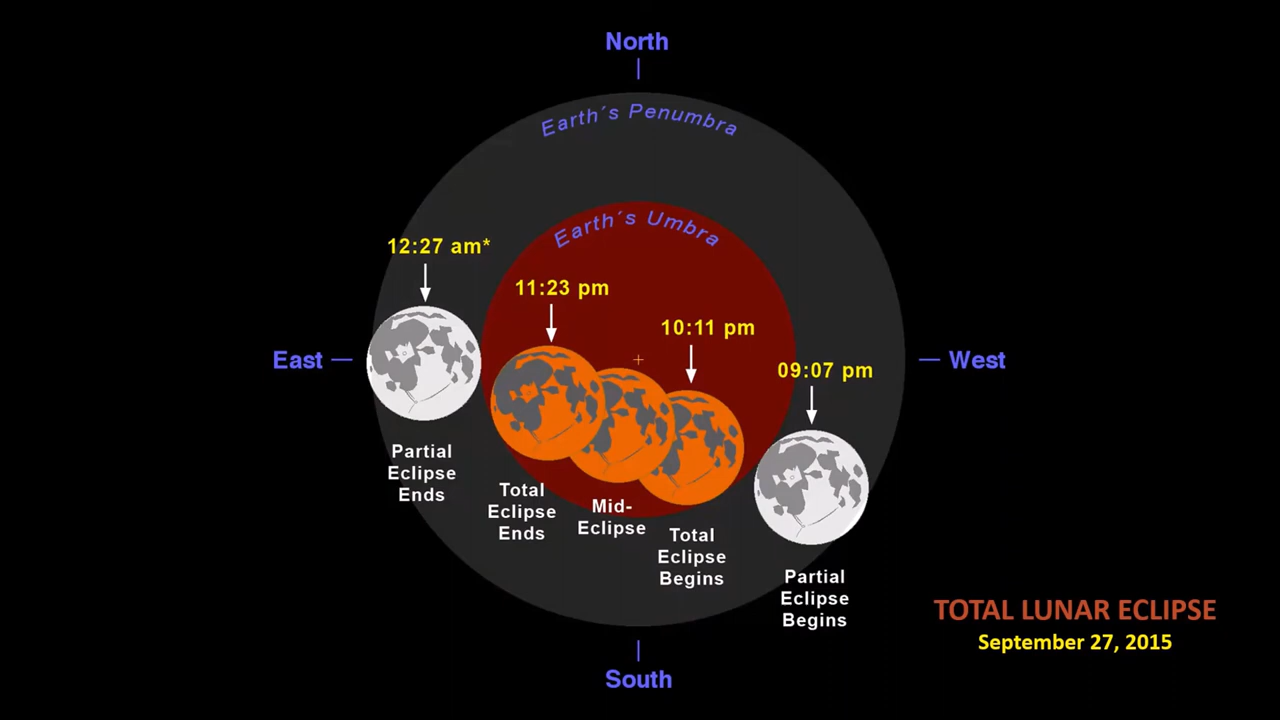 North
Earth´s Penumbra
Earth´s Umbra
12:27 am*
11:23 pm
10:11 pm
09:07 pm
East
West
Partial
Eclipse
Ends
Total
Eclipse
Ends
Mid-
Eclipse
Total
Eclipse
Begins
Partial
Eclipse
Begins
TOTAL LUNAR ECLIPSE
September 27, 2015
South